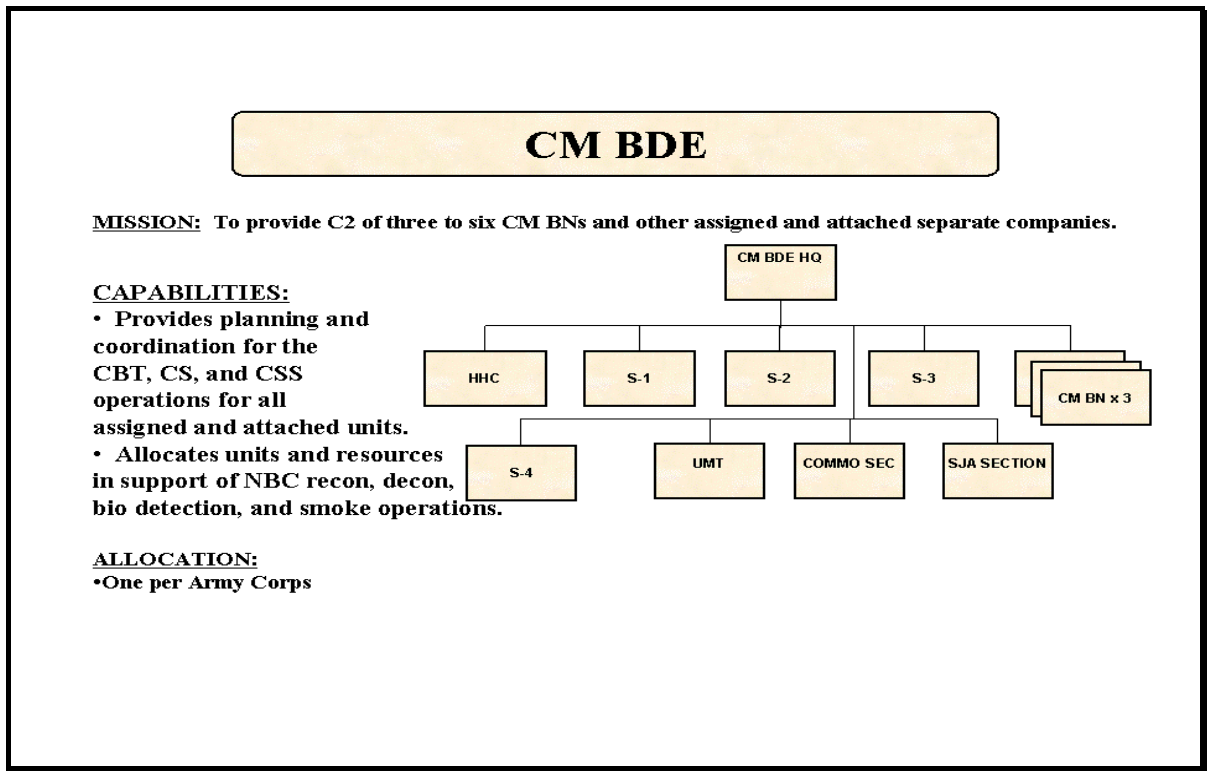 CM BDE
MISSION: To provide C2 of three to six CM BNs and other assigned and attached separate companies.
CM BDE HQ
CAPABILITIES:
• Provides planning and
coordination for the
CBT, CS, and CSS
operations for all
assigned and attached units.
• Allocates units and resources
in support of NBC recon, decon,
bio detection, and smoke operations.
HHC
S-1
S-2
S-3
CM BN x 3
S-4
UMT
COMMO SEC
SJA SECTION
ALLOCATION:
•One per Army Corps